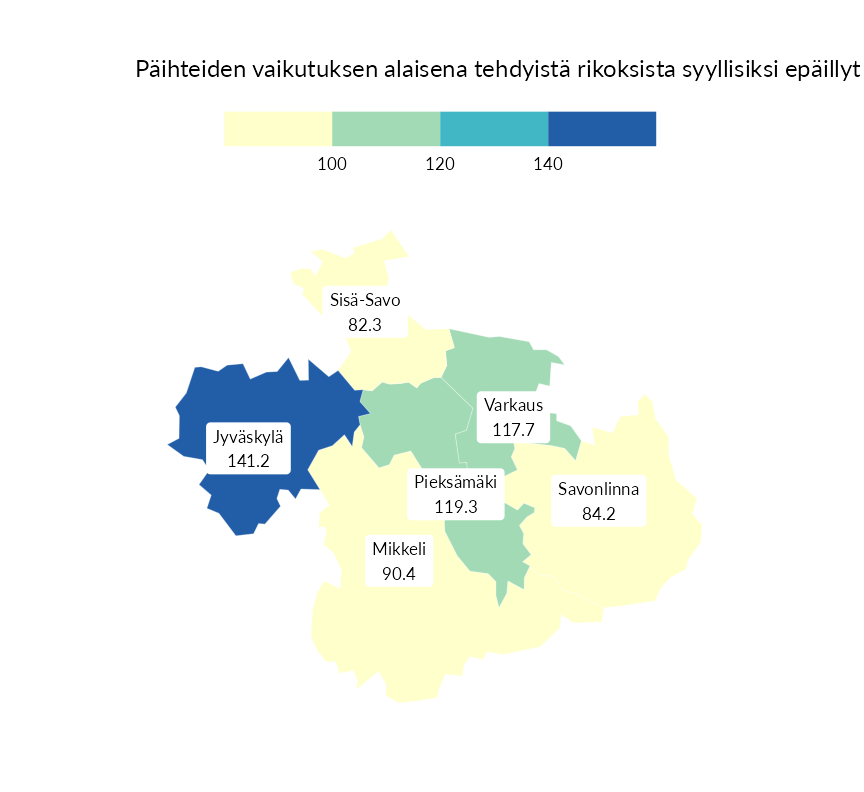 Päihteiden vaikutuksen alaisena tehdyistä rikoksista syyllisiksi epäillyt
100 120 140
Sisä-Savo
82.3
Varkaus
117.7
Jyväskylä
141.2
Pieksämäki
119.3
Savonlinna
84.2
Mikkeli
90.4